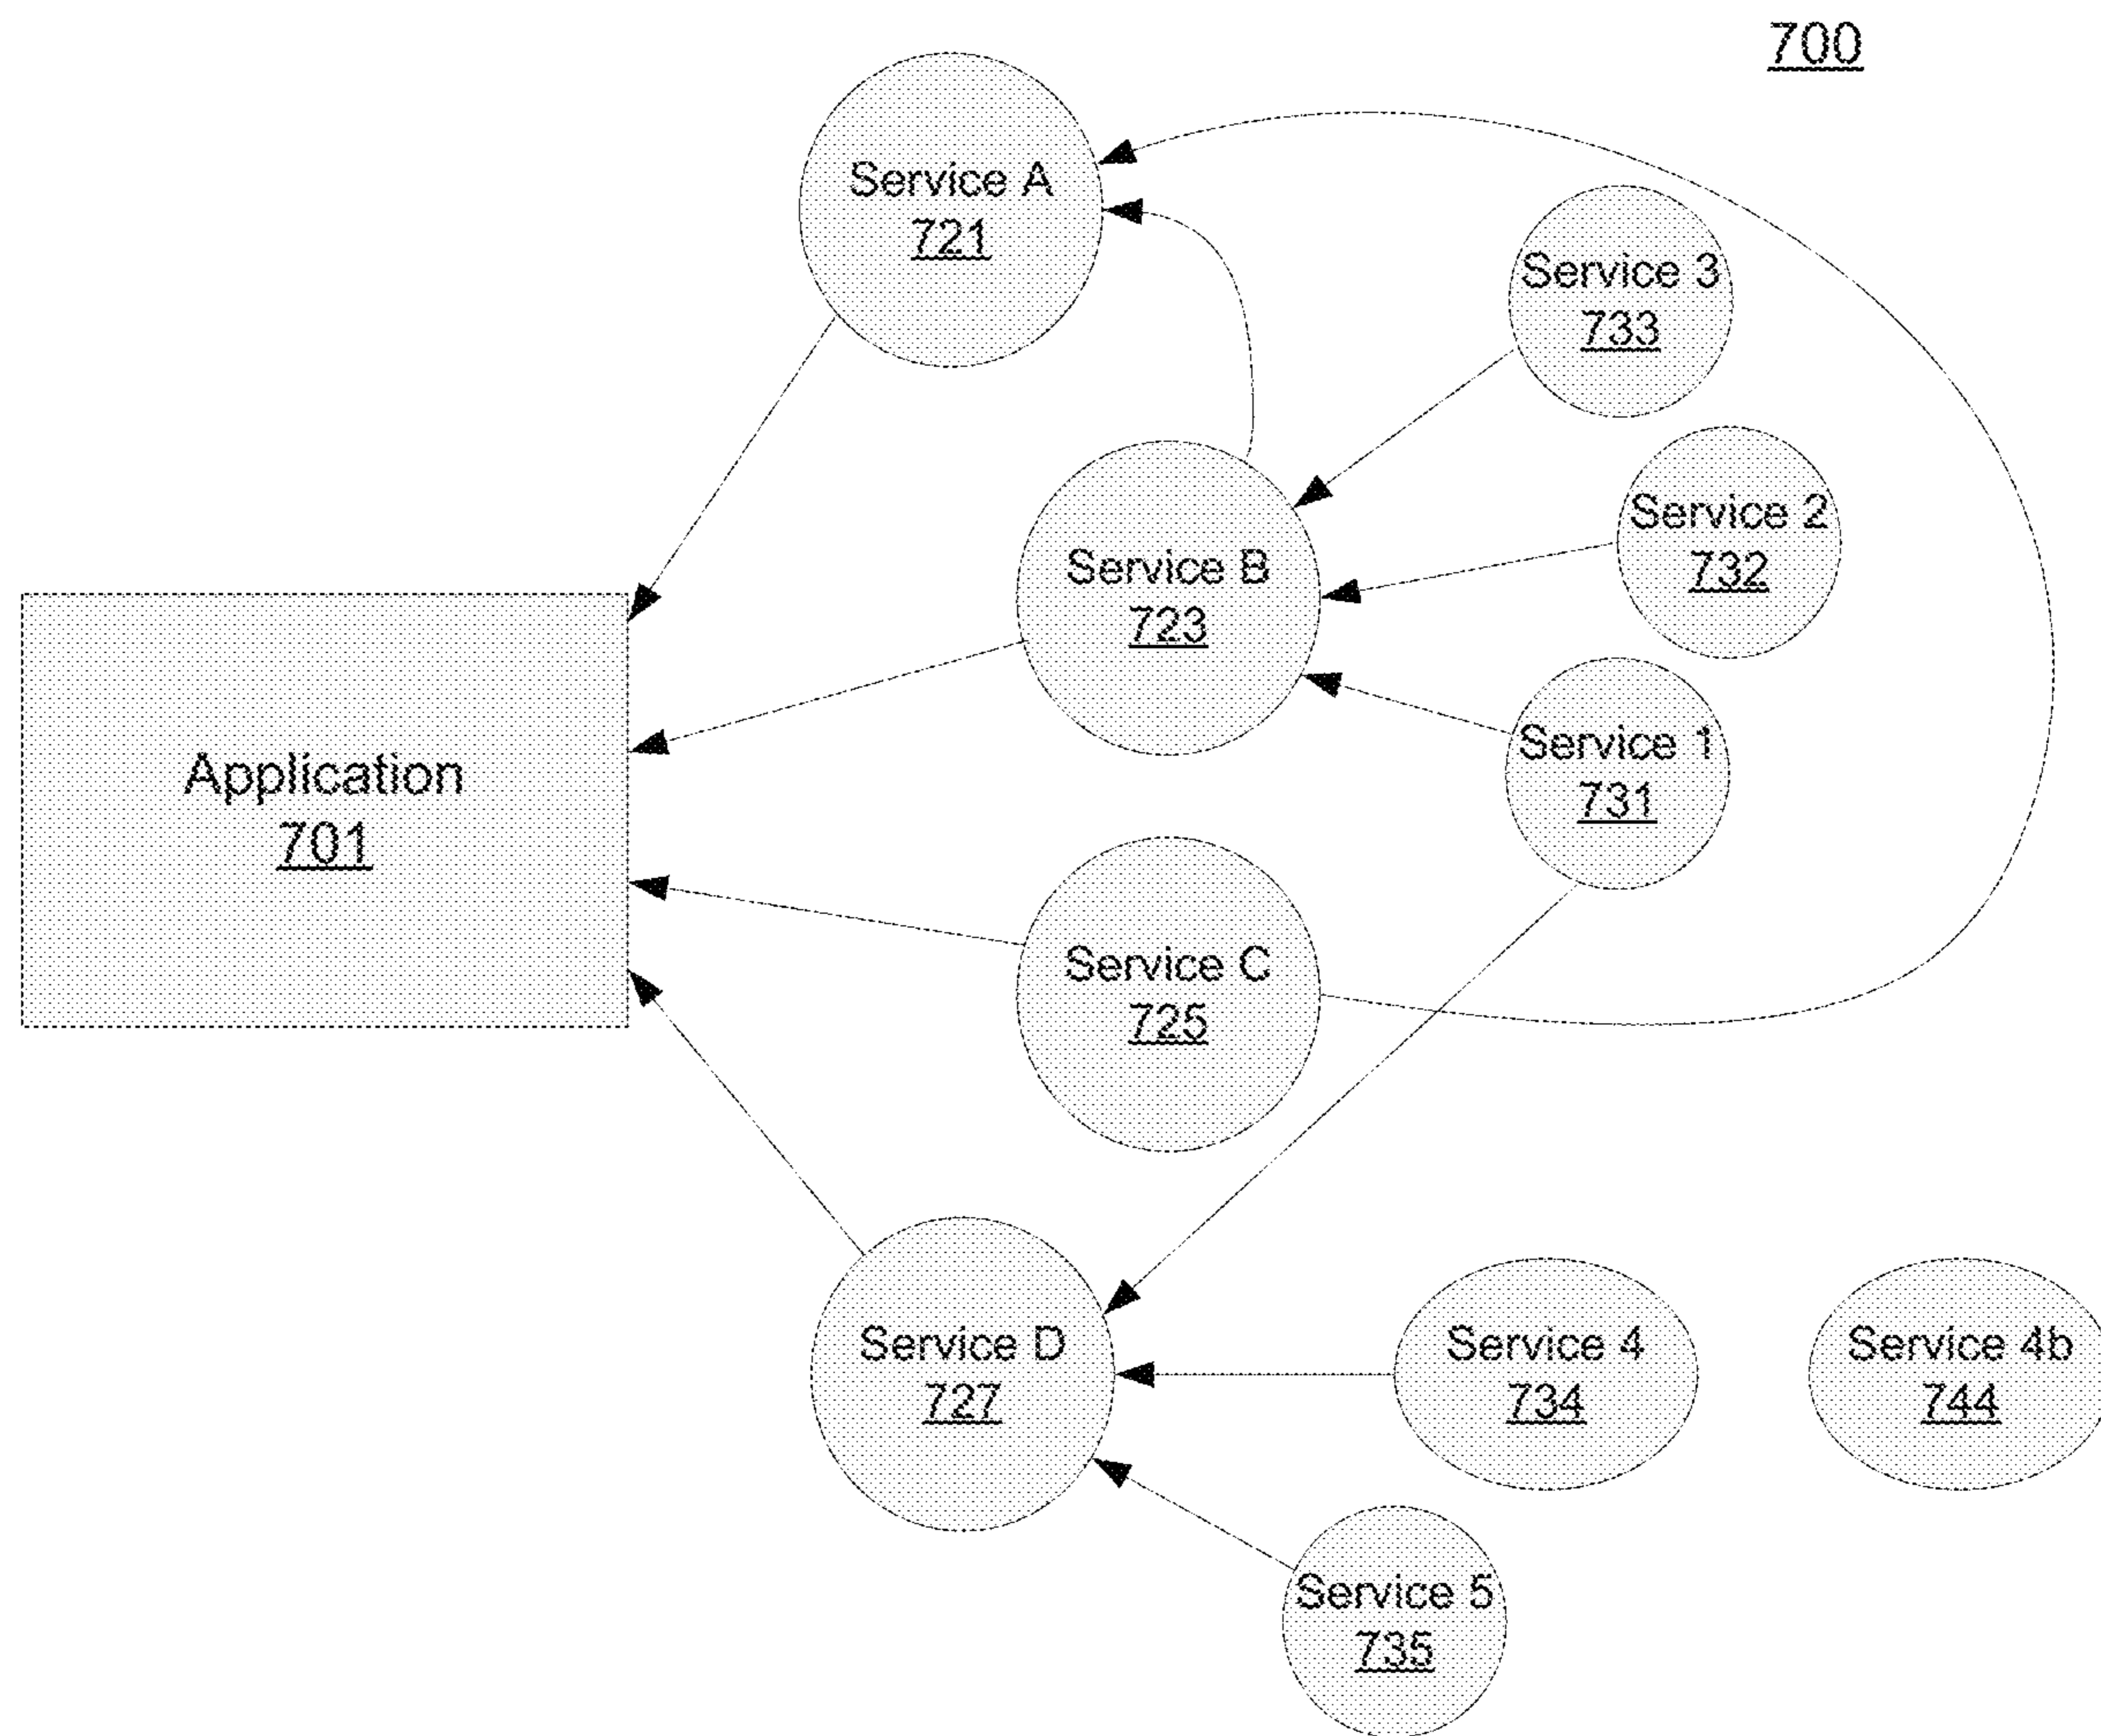 700
Service A
721
Service 3
733
Service 2
732
Service B
723
Service 1
731
Application
701
Service C
725
Service D
727
Service 4
734
Service 4b
744
Service 5
735